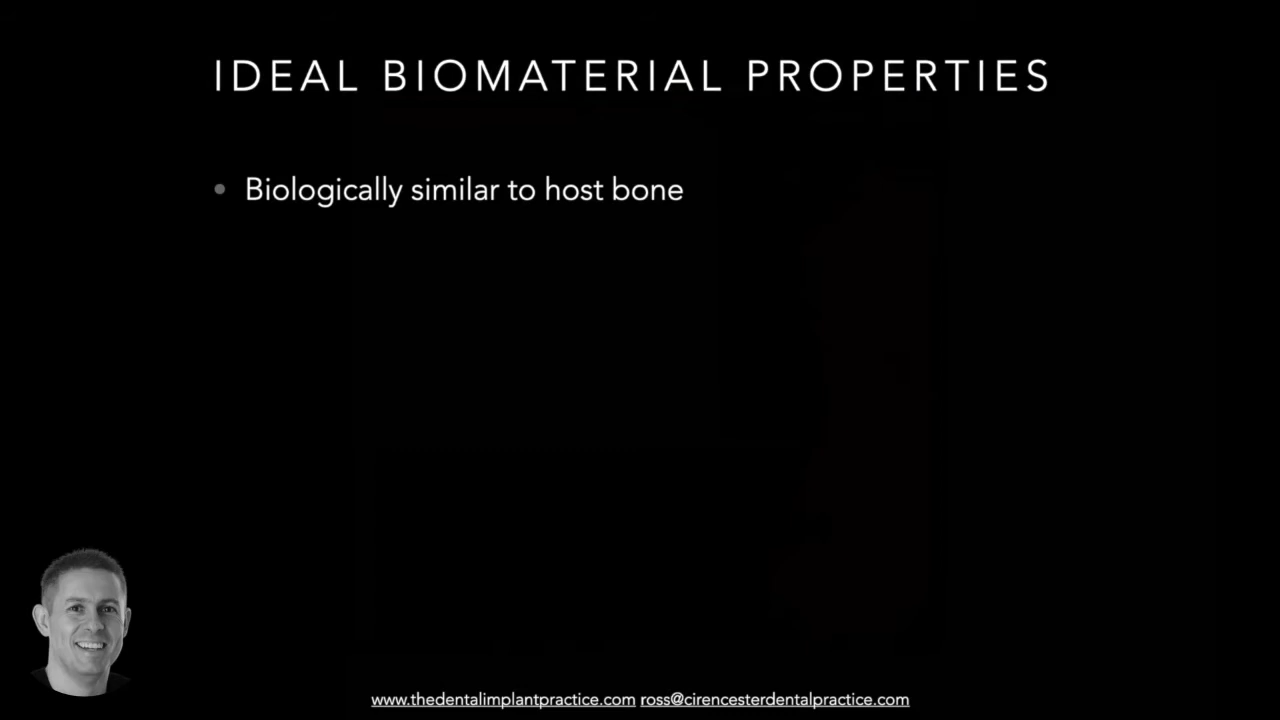 IDEAL BIOMATERIAL PROPERTIES
• Biologically similar to host bone
www.thedentalimplantpractice.com ross@cirencesterdentalpractice.com